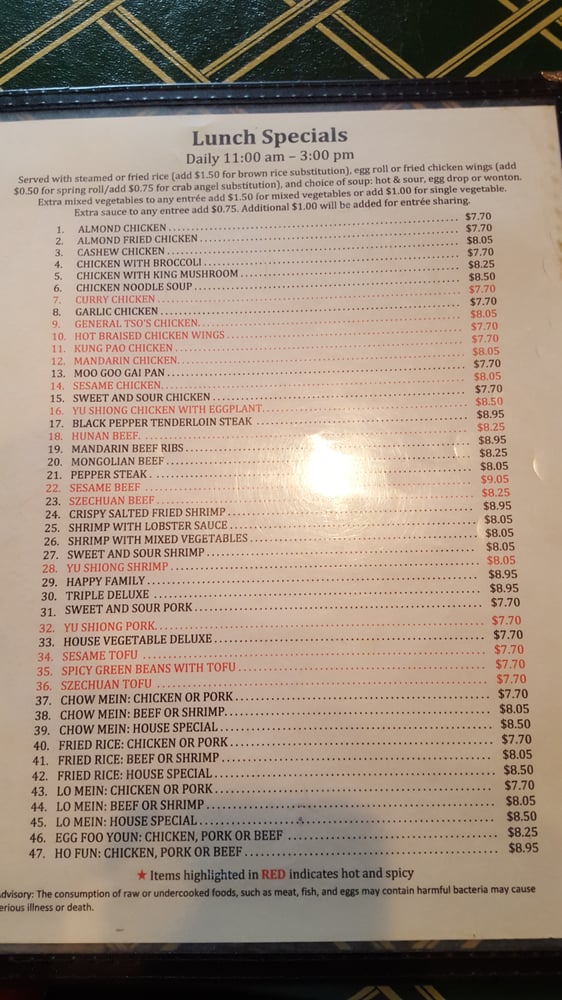 Lunch Specials
Daily 11:00 am – 3:00 pm
Served with steamed or fried rice (add $1.50 for brown rice substitution), egg roll or fried chicken wings (add
$0.50 for spring roll/add $0.75 for crab angel substitution), and choice of soup: hot & sour, egg drop or wonton.
Extra mixed vegetables to any entrée add $1.50 for mixed vegetables or add $1.00 for single vegetable.
Extra sauce to any entree add $0.75. Additional $1.00 will be added for entrée sharing.
1. ALMOND CHICKEN $7.70
2. ALMOND FRIED CHICKEN $7.70
3. CASHEW CHICKEN $8.05
4. CHICKEN WITH BROCCOLI $7.70
5. CHICKEN WITH KING MUSHROOM $8.25
6. CHICKEN NOODLE SOUP $8.50
7. CURRY CHICKEN $7.70
8. GARLIC CHICKEN $7.70
9. GENERAL TSO'S CHICKEN $8.05
10. HOT BRAISED CHICKEN WINGS $7.70
11. KUNG PAO CHICKEN $7.70
12. MANDARIN CHICKEN $8.05
13. MOO GOO GAI PAN $7.70
14. SESAME CHICKEN $8.05
15. SWEET AND SOUR CHICKEN $7.70
16. YU SHIONG CHICKEN WITH EGGPLANT $8.50
17. BLACK PEPPER TENDERLOIN STEAK $8.95
18. HUNAN BEEF $8.25
19. MANDARIN BEEF RIBS $8.95
20. MONGOLIAN BEEF $8.25
21. PEPPER STEAK $8.05
22. SESAME BEEF $9.05
23. SZECHUAN BEEF $8.25
24. CRISPY SALTED FRIED SHRIMP $8.95
25. SHRIMP WITH LOBSTER SAUCE $8.05
26. SHRIMP WITH MIXED VEGETABLES $8.05
27. SWEET AND SOUR SHRIMP $8.05
28. YU SHIONG SHRIMP $8.05
29. HAPPY FAMILY $8.95
30. TRIPLE DELUXE $8.95
31. SWEET AND SOUR PORK $7.70
32. YU SHIONG PORK $7.70
33. HOUSE VEGETABLE DELUXE $7.70
34. SESAME TOFU $7.70
35. SPICY GREEN BEANS WITH TOFU $7.70
36. SZECHUAN TOFU $7.70
37. CHOW MEIN: CHICKEN OR PORK $7.70
38. CHOW MEIN: BEEF OR SHRIMP $8.05
39. CHOW MEIN: HOUSE SPECIAL $8.50
40. FRIED RICE: CHICKEN OR PORK $7.70
41. FRIED RICE: BEEF OR SHRIMP $8.05
42. FRIED RICE: HOUSE SPECIAL $8.50
43. LO MEIN: CHICKEN OR PORK $7.70
44. LO MEIN: BEEF OR SHRIMP $8.05
45. LO MEIN: HOUSE SPECIAL $8.50
46. EGG FOO YOUN: CHICKEN, PORK OR BEEF $8.25
47. HO FUN: CHICKEN, PORK OR BEEF $8.95
★ Items highlighted in RED indicates hot and spicy
dvisory: The consumption of raw or undercooked foods, such as meat, fish, and eggs may contain harmful bacteria may cause
erious illness or death.